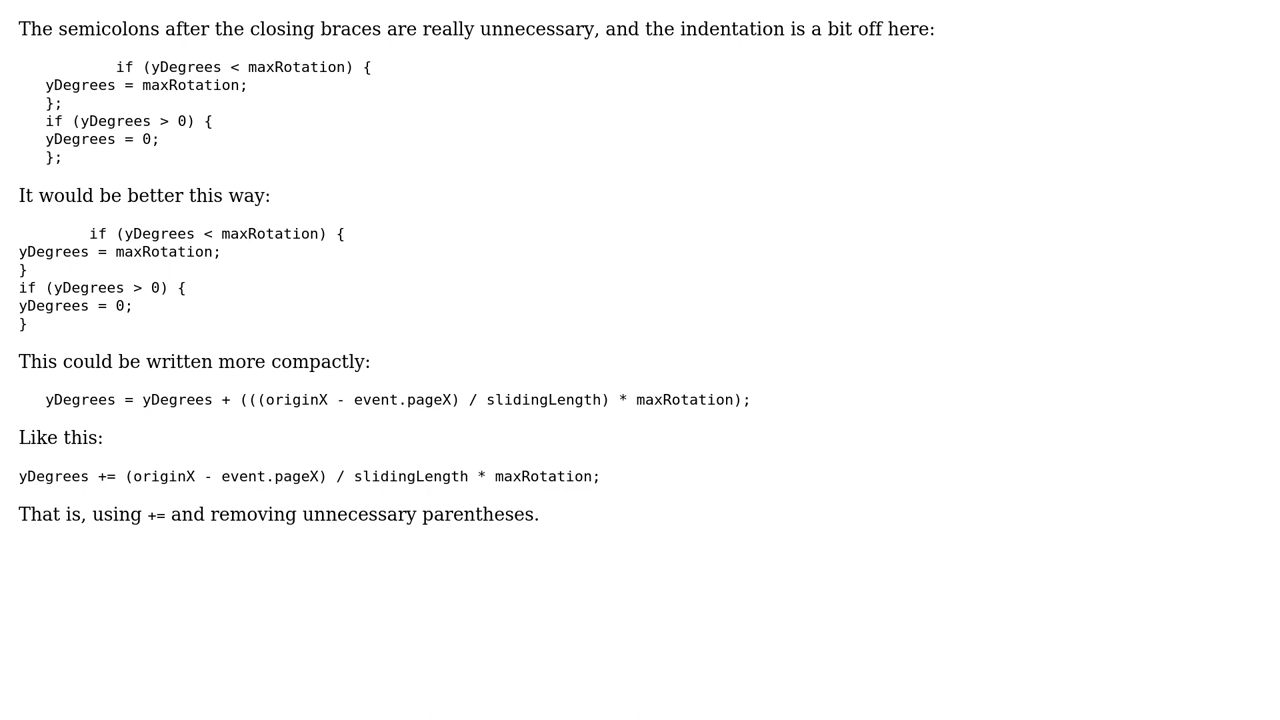 The semicolons after the closing braces are really unnecessary, and the indentation is a bit off here:
           if (yDegrees < maxRotation) {
   yDegrees = maxRotation;
   };
   if (yDegrees > 0) {
   yDegrees = 0;
   };
It would be better this way:
        if (yDegrees < maxRotation) {
yDegrees = maxRotation;
}
if (yDegrees > 0) {
yDegrees = 0;
}
This could be written more compactly:
   yDegrees = yDegrees + (((originX - event.pageX) / slidingLength) * maxRotation);
Like this:
yDegrees += (originX - event.pageX) / slidingLength * maxRotation;
That is, using += and removing unnecessary parentheses.